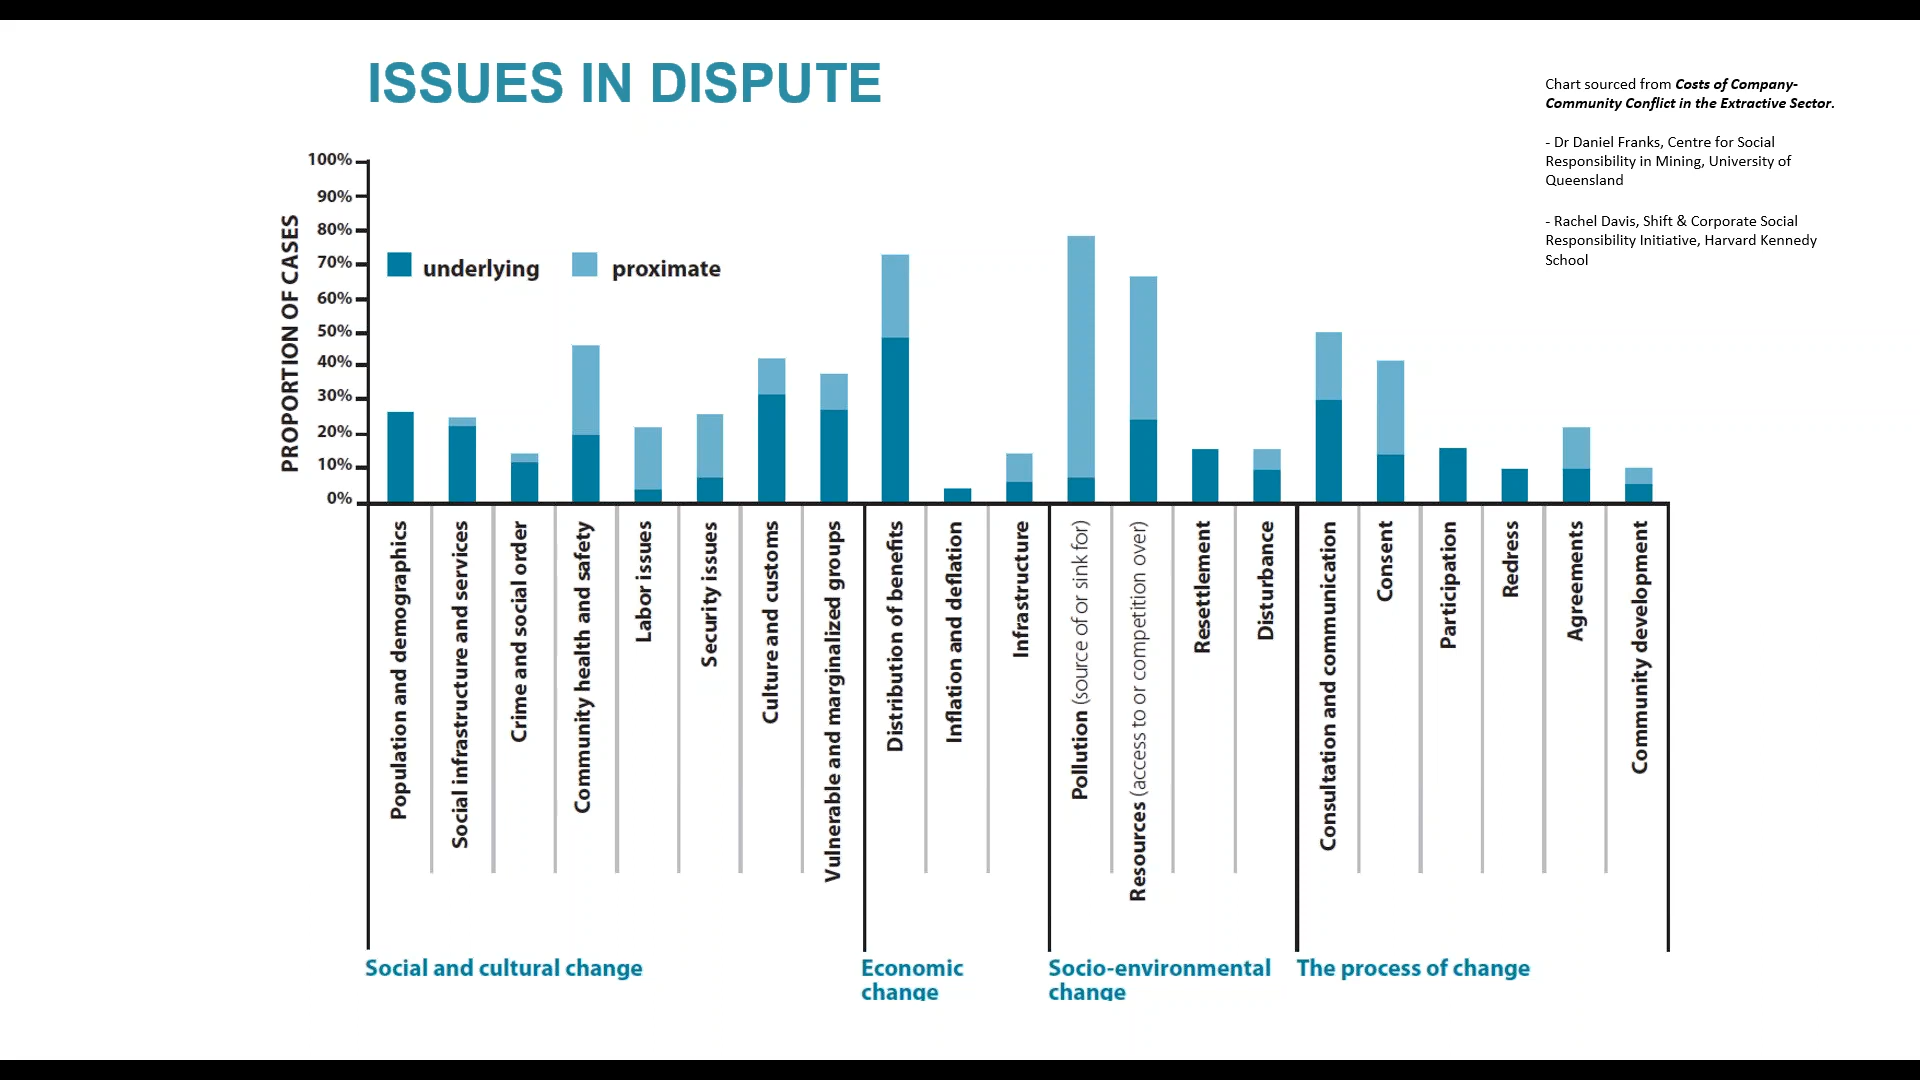 ISSUES IN DISPUTE
Chart sourced from Costs of Company-
Community Conflict in the Extractive Sector.
- Dr Daniel Franks, Centre for Social
Responsibility in Mining, University of
Queensland
- Rachel Davis, Shift & Corporate Social
Responsibility Initiative, Harvard Kennedy
School
PROPORTION OF CASES
100%
90%
80%
70%
60%
50%
40%
30%
20%
10%
0%
underlying
proximate
Population and demographics
Social infrastructure and services
Crime and social order
Community health and safety
Labor issues
Security issues
Culture and customs
Vulnerable and marginalized groups
Distribution of benefits
Inflation and deflation
Infrastructure
Pollution (source of or sink for)
Resources (access to or competition over)
Resettlement
Disturbance
Consultation and communication
Consent
Participation
Redress
Agreements
Community development
Social and cultural change
Economic
change
Socio-environmental
change
The process of change